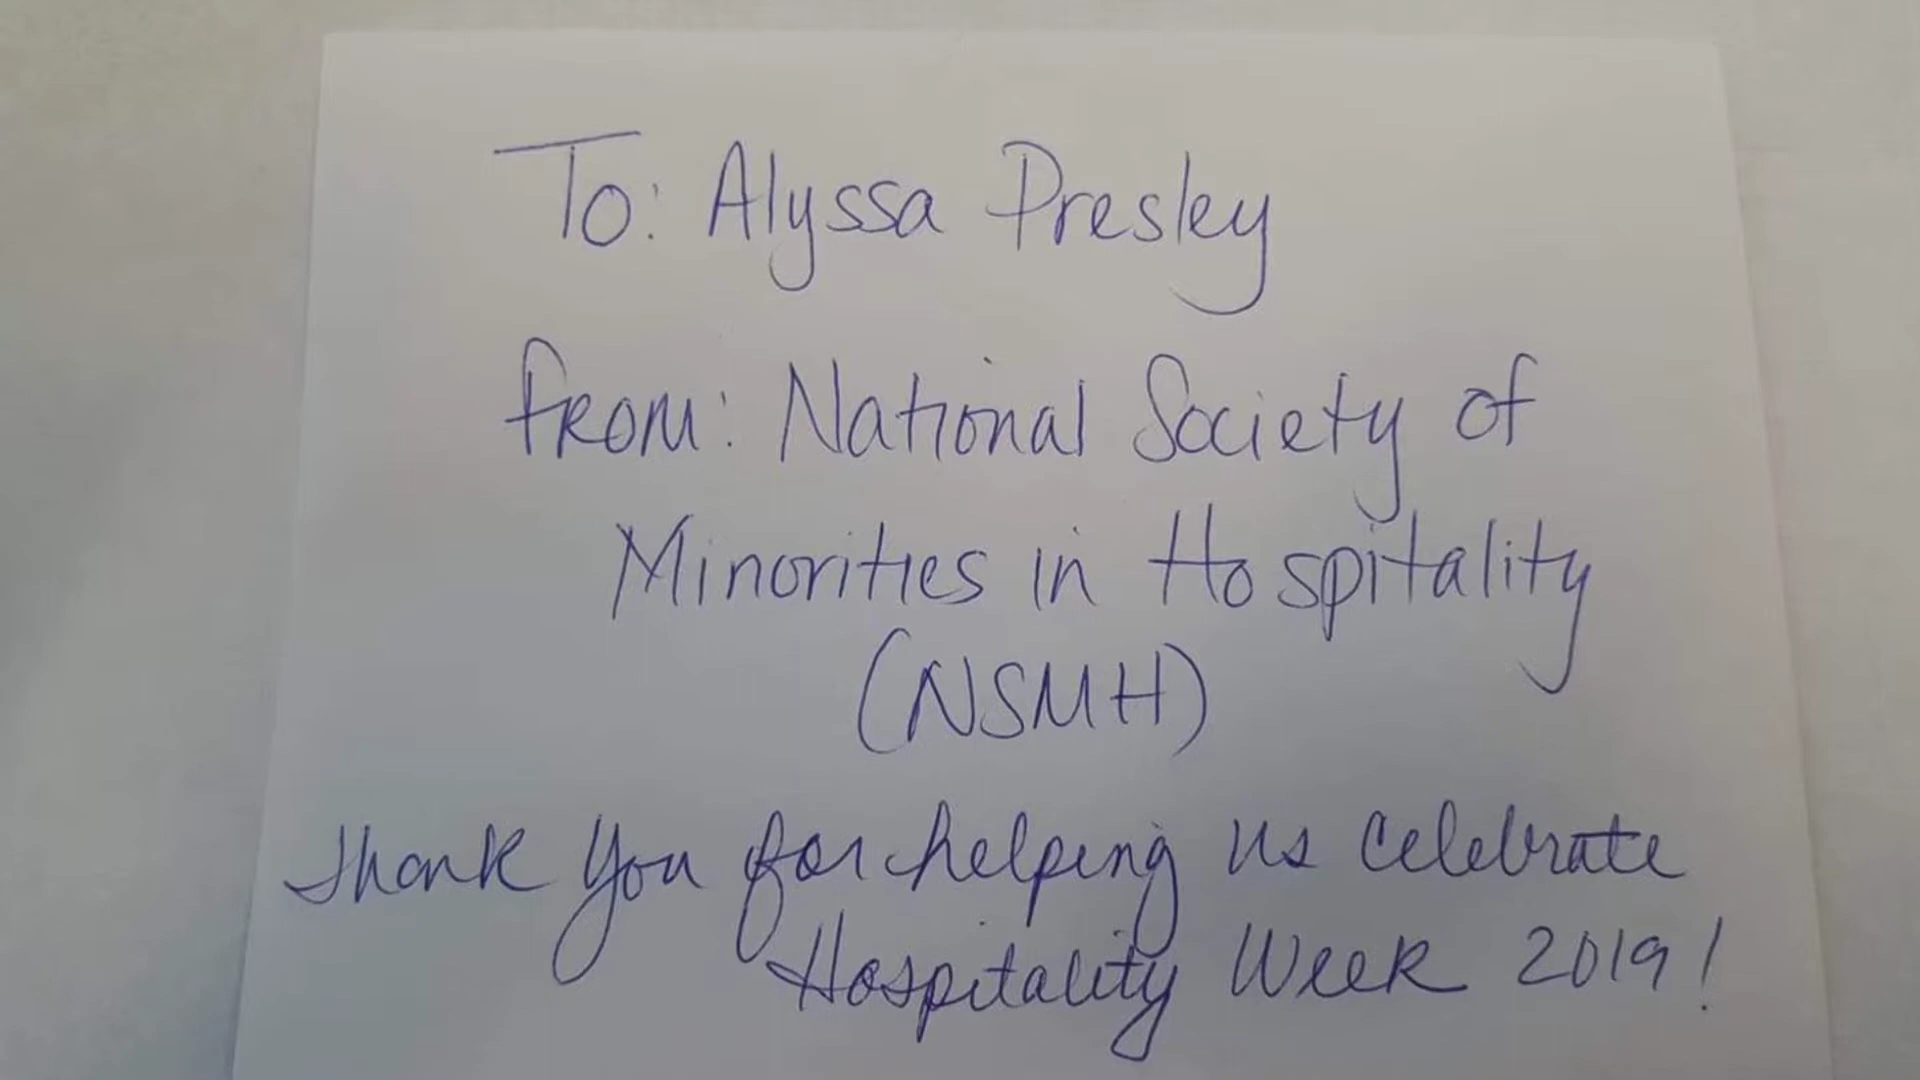 To: Alyssa Presley
from: National Society of
Minorities in Hospitality
(NSMH)
Thank you for helping us celebrate
Hospitality Week 2019!